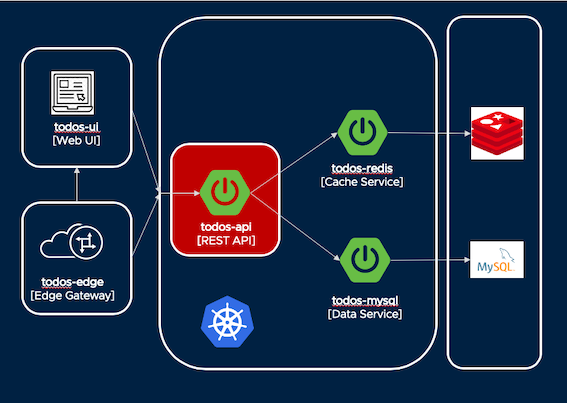 todos-ui
[Web UI]
todos-edge
[Edge Gateway]
todos-api
[REST API]
todos-redis
[Cache Service]
todos-mysql
[Data Service]
MySQL